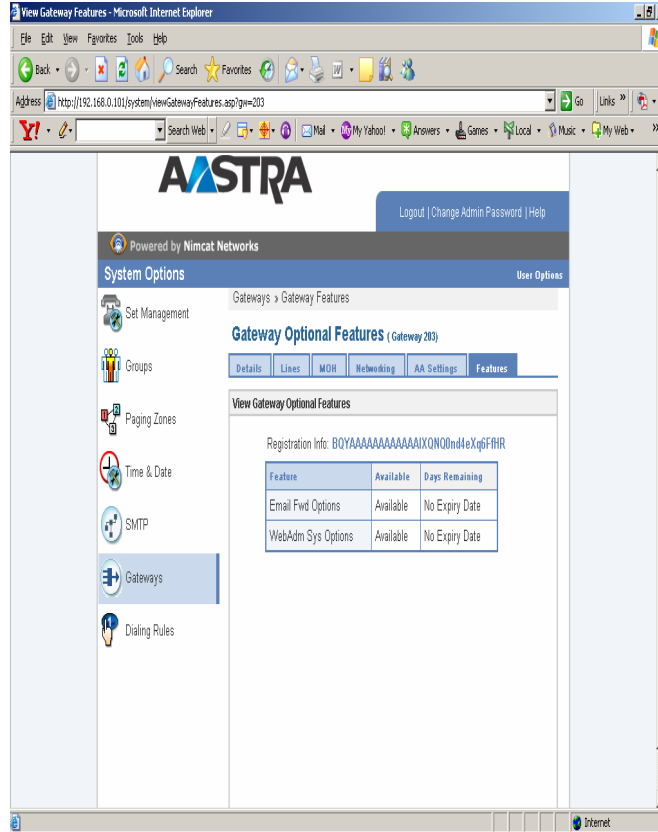 View Gateway Features - Microsoft Internet Explorer
File Edit View Favorites Tools Help
Back Search Favorites
Address http://192.168.0.101/system/viewGatewayFeatures.asp?gw=203 Go Links »
Y! Search Web Mail My Yahoo! Answers Games Local Music My Web »
AASTRA
Logout | Change Admin Password | Help
Powered by Nimcat Networks
System Options User Options
Set Management
Groups
Paging Zones
Time & Date
SMTP
Gateways
Dialing Rules
Gateways » Gateway Features
Gateway Optional Features ( Gateway 203)
Details Lines MOH Networking AA Settings Features
View Gateway Optional Features
Registration Info: BQYAAAAAAAAAAAAIXQNQ0nd4eXq6FfHR
Feature Available Days Remaining
Email Fwd Options Available No Expiry Date
WebAdm Sys Options Available No Expiry Date
Internet